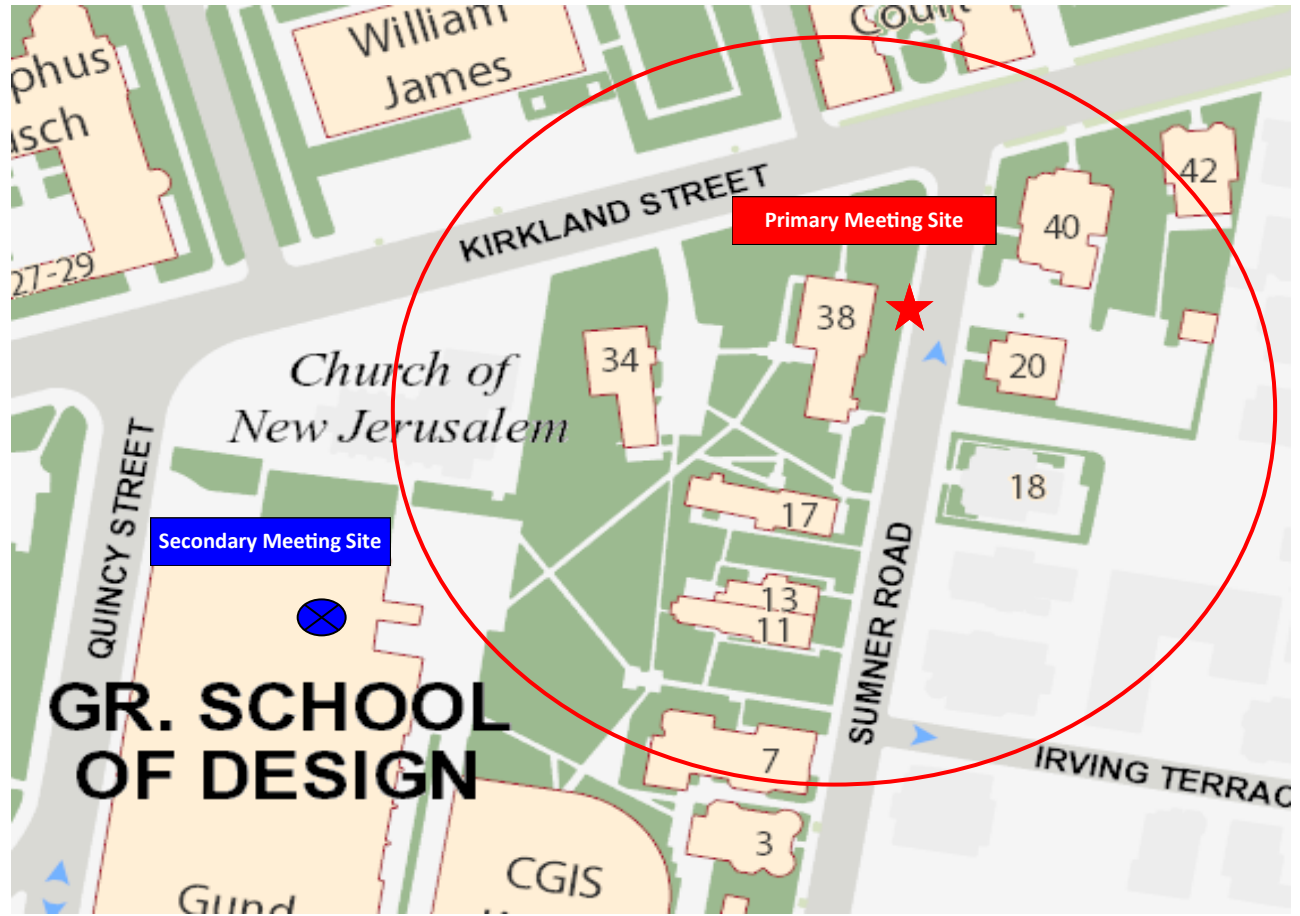 William
James
Court
phus
sch
42
KIRKLAND STREET
Primary Meeting Site
40
27-29
38
34
20
Church of
New Jerusalem
18
17
QUINCY STREET
Secondary Meeting Site
13
11
SUMNER ROAD
GR. SCHOOL
OF DESIGN
7
IRVING TERRAC
3
CGIS
Gund